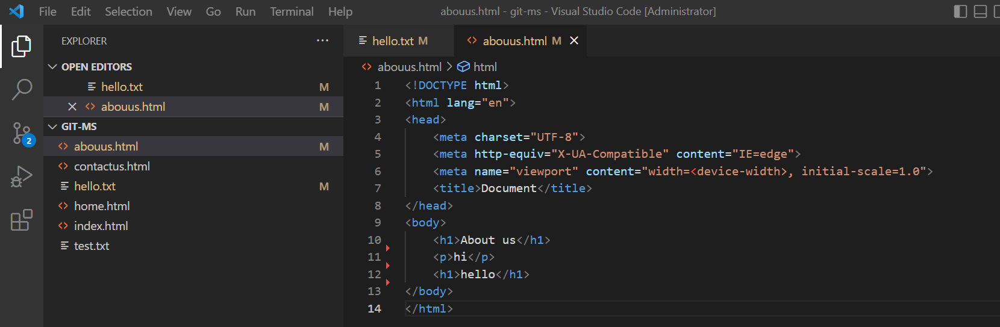 File Edit Selection View Go Run Terminal Help abouus.html - git-ms - Visual Studio Code [Administrator]
EXPLORER
OPEN EDITORS
hello.txt M
abouus.html M
GIT-MS
abouus.html M
contactus.html
hello.txt M
home.html
index.html
test.txt
2
hello.txt M abouus.html M
abouus.html > html
1 <!DOCTYPE html>
2 <html lang="en">
3 <head>
4 <meta charset="UTF-8">
5 <meta http-equiv="X-UA-Compatible" content="IE=edge">
6 <meta name="viewport" content="width=<device-width>, initial-scale=1.0">
7 <title>Document</title>
8 </head>
9 <body>
10 <h1>About us</h1>
11 <p>hi</p>
12 <h1>hello</h1>
13 </body>
14 </html>